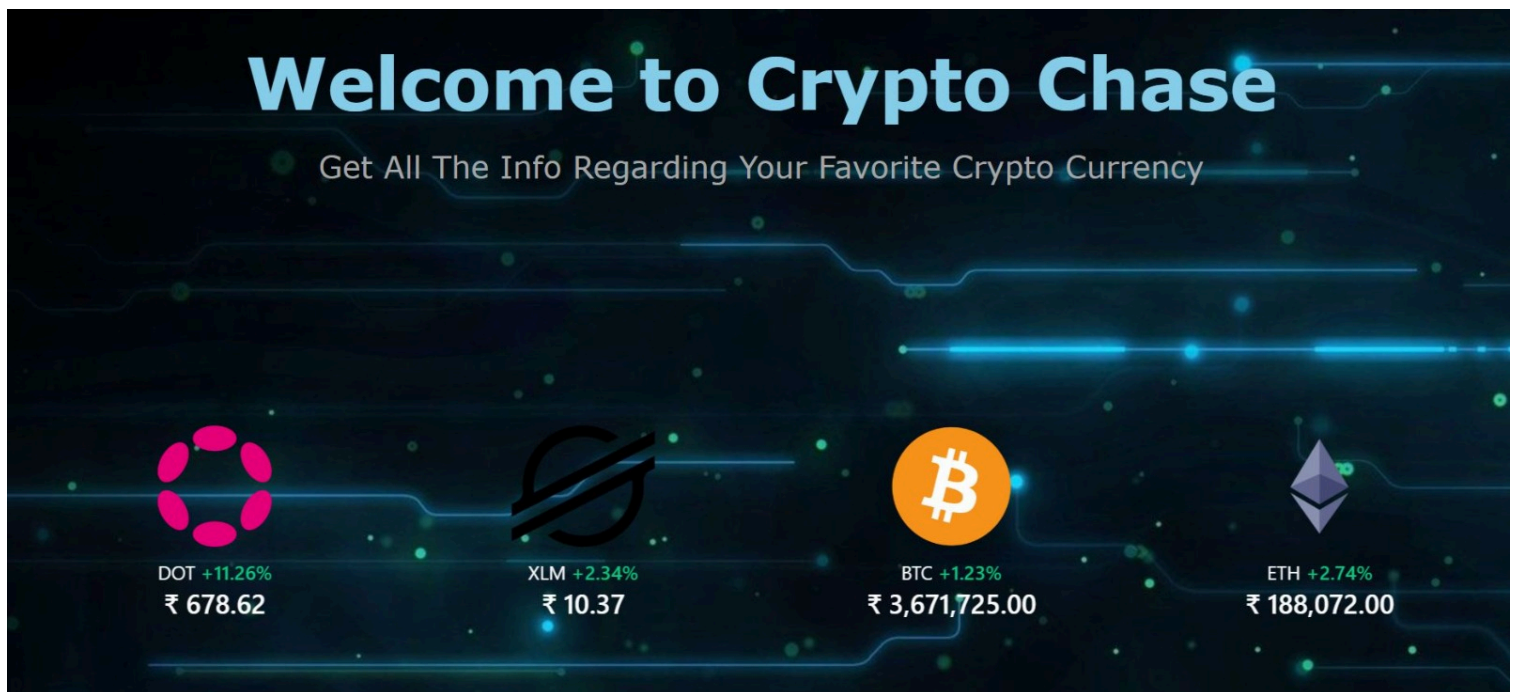 Welcome to Crypto Chase
Get All The Info Regarding Your Favorite Crypto Currency
DOT +11.26%
₹ 678.62
XLM +2.34%
₹ 10.37
BTC +1.23%
₹ 3,671,725.00
ETH +2.74%
₹ 188,072.00